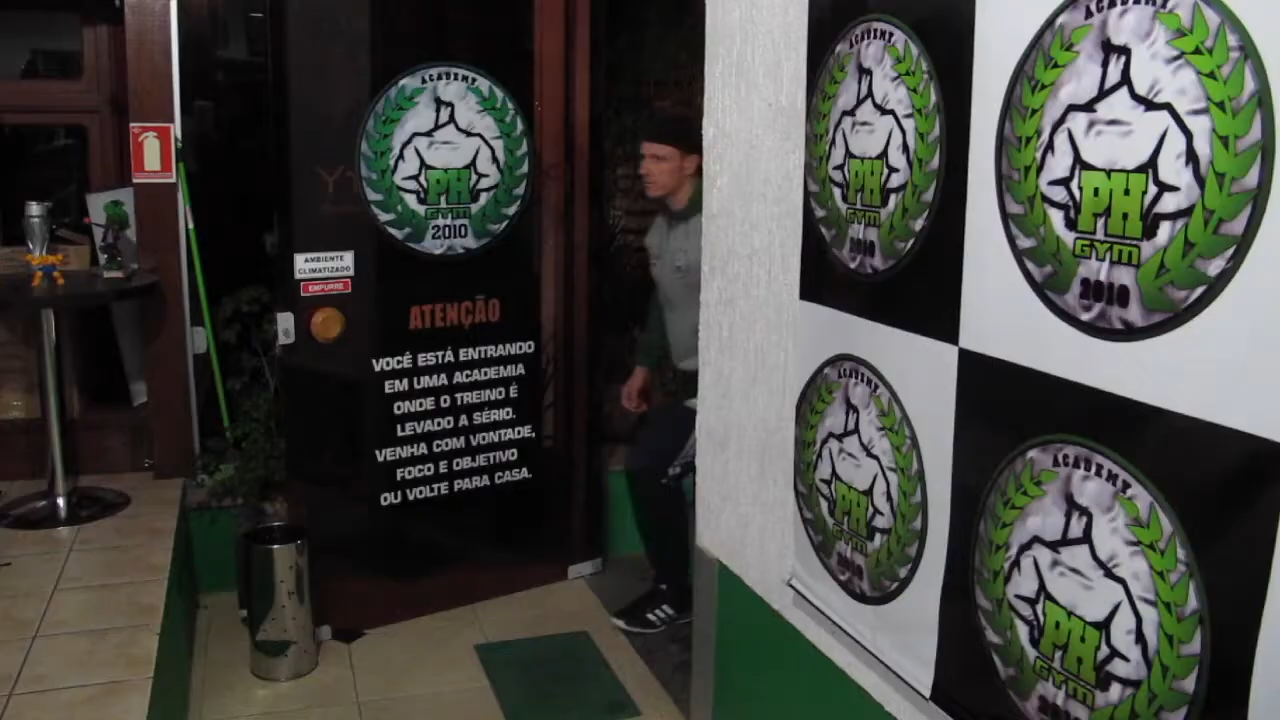 ACADEMY
PH
GYM
2010
AMBIENTE
CLIMATIZADO
EMPURRE
ATENÇÃO
VOCÊ ESTÁ ENTRANDO
EM UMA ACADEMIA
ONDE O TREINO É
LEVADO A SÉRIO.
VENHA COM VONTADE,
FOCO E OBJETIVO
OU VOLTE PARA CASA.
ACADEMY
PH
GYM
2010
ACADEMY
PH
GYM
2010
ACADEMY
PH
GYM
2010
ACADEMY
PH
GYM
2010